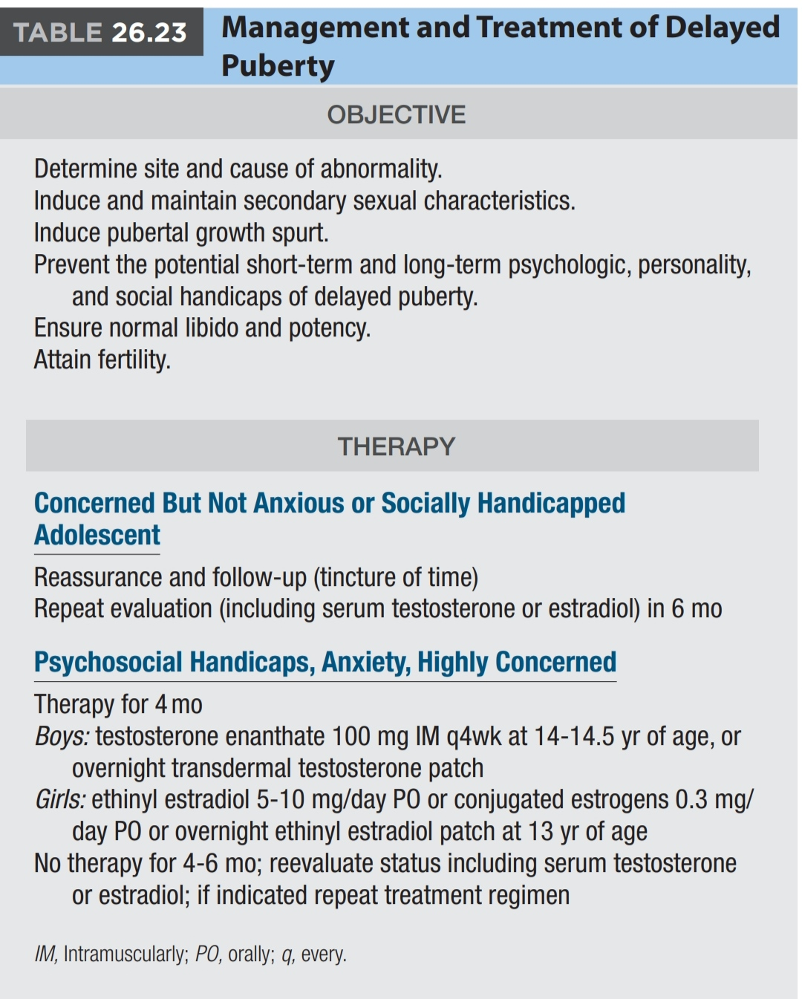 TABLE 26.23
Management and Treatment of Delayed
Puberty
OBJECTIVE
Determine site and cause of abnormality.
Induce and maintain secondary sexual characteristics.
Induce pubertal growth spurt.
Prevent the potential short-term and long-term psychologic, personality,
and social handicaps of delayed puberty.
Ensure normal libido and potency.
Attain fertility.
THERAPY
Concerned But Not Anxious or Socially Handicapped
Adolescent
Reassurance and follow-up (tincture of time)
Repeat evaluation (including serum testosterone or estradiol) in 6 mo
Psychosocial Handicaps, Anxiety, Highly Concerned
Therapy for 4 mo
Boys: testosterone enanthate 100 mg IM q4wk at 14-14.5 yr of age, or
overnight transdermal testosterone patch
Girls: ethinyl estradiol 5-10 mg/day PO or conjugated estrogens 0.3 mg/
day PO or overnight ethinyl estradiol patch at 13 yr of age
No therapy for 4-6 mo; reevaluate status including serum testosterone
or estradiol; if indicated repeat treatment regimen
IM, Intramuscularly; PO, orally; q, every.